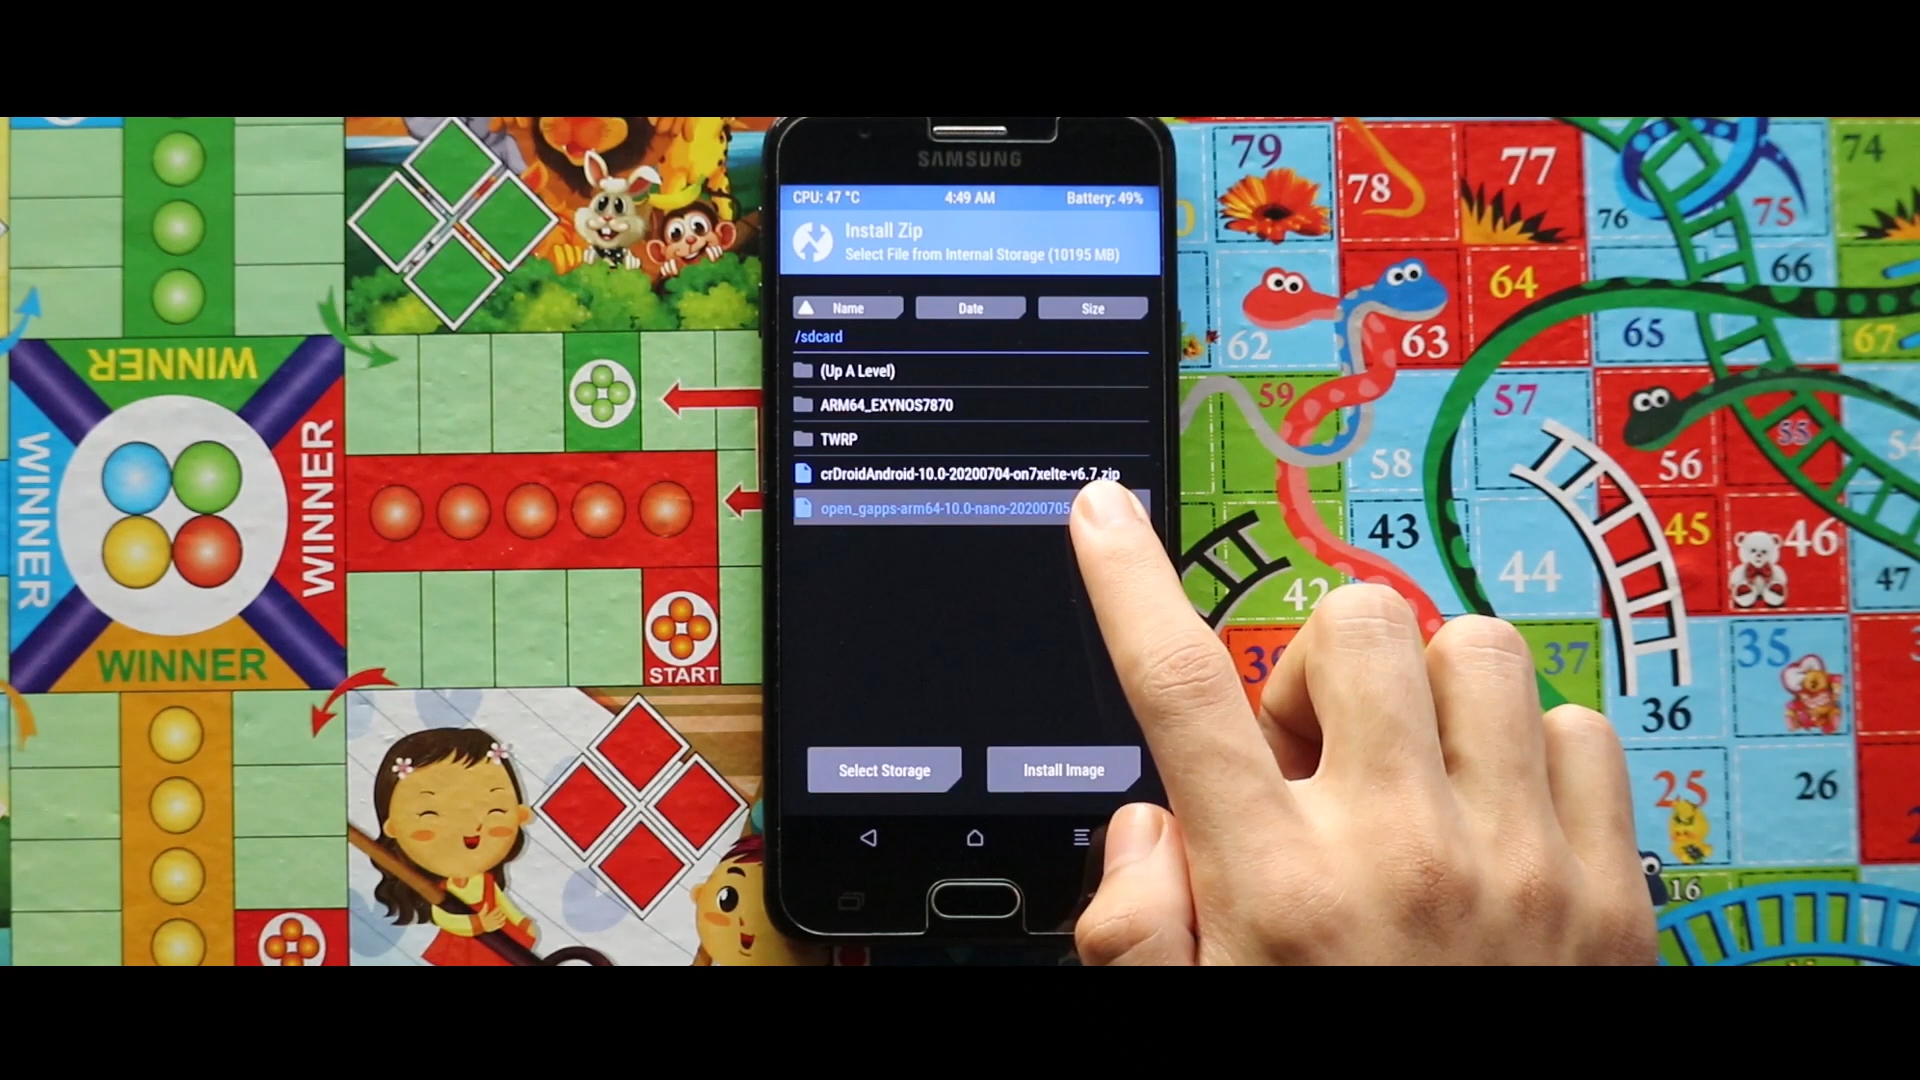 SAMSUNG
CPU: 47 °C 4:49 AM Battery: 49%
Install Zip
Select File from Internal Storage (10195 MB)
Name Date Size
/sdcard
(Up A Level)
ARM64_EXYNOS7870
TWRP
crDroidAndroid-10.0-20200704-on7xelte-v6.7.zip
open_gapps-arm64-10.0-nano-20200705
Select Storage Install Image
WINNER
WINNER
WINNER
WINNER
START
79 78 77 76 75 74
62 63 64 65 66 67
59 58 57 56 55
42 43 44 45 46 47
37 36 35
25 26
16